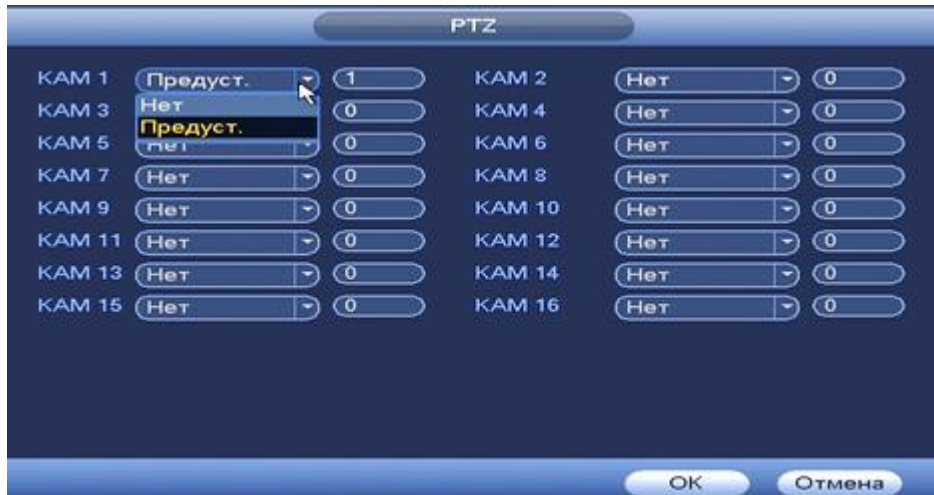 PTZ
КАМ 1 Предуст. 1 КАМ 2 Нет 0
КАМ 3 Нет 0 КАМ 4 Нет 0
Предуст.
КАМ 5 Нет 0 КАМ 6 Нет 0
КАМ 7 Нет 0 КАМ 8 Нет 0
КАМ 9 Нет 0 КАМ 10 Нет 0
КАМ 11 Нет 0 КАМ 12 Нет 0
КАМ 13 Нет 0 КАМ 14 Нет 0
КАМ 15 Нет 0 КАМ 16 Нет 0
OK Отмена